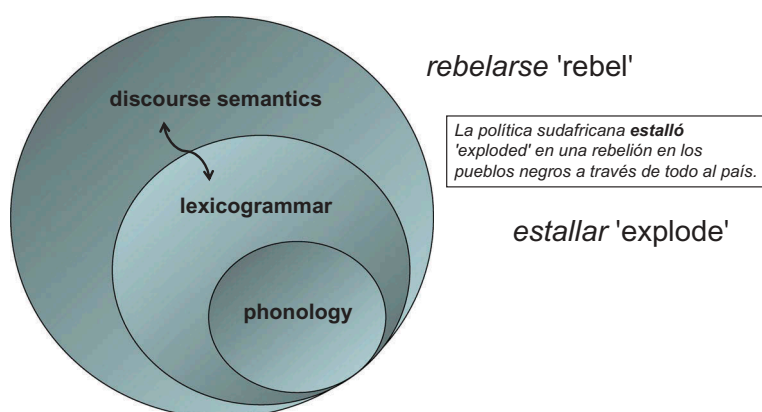 rebelarse 'rebel'
discourse semantics
La política sudafricana estalló
'exploded' en una rebelión en los
pueblos negros a través de todo al país.
lexicogrammar
estallar 'explode'
phonology